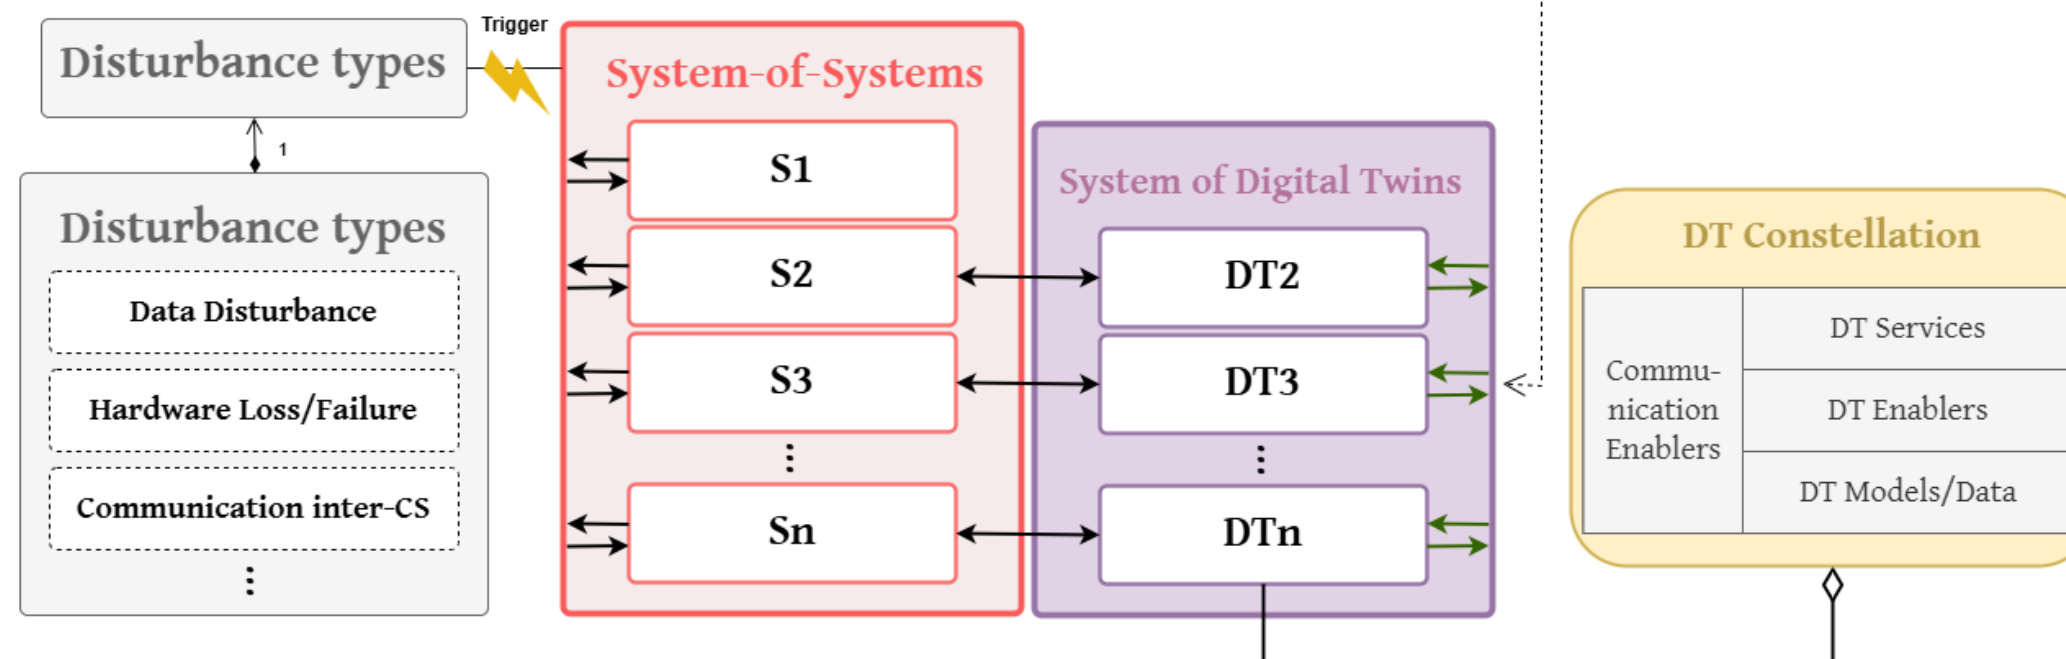 Disturbance types
Trigger
1
Disturbance types
Data Disturbance
Hardware Loss/Failure
Communication inter-CS
System-of-Systems
S1
S2
S3
Sn
System of Digital Twins
DT2
DT3
DTn
DT Constellation
Commu-
nication
Enablers
DT Services
DT Enablers
DT Models/Data